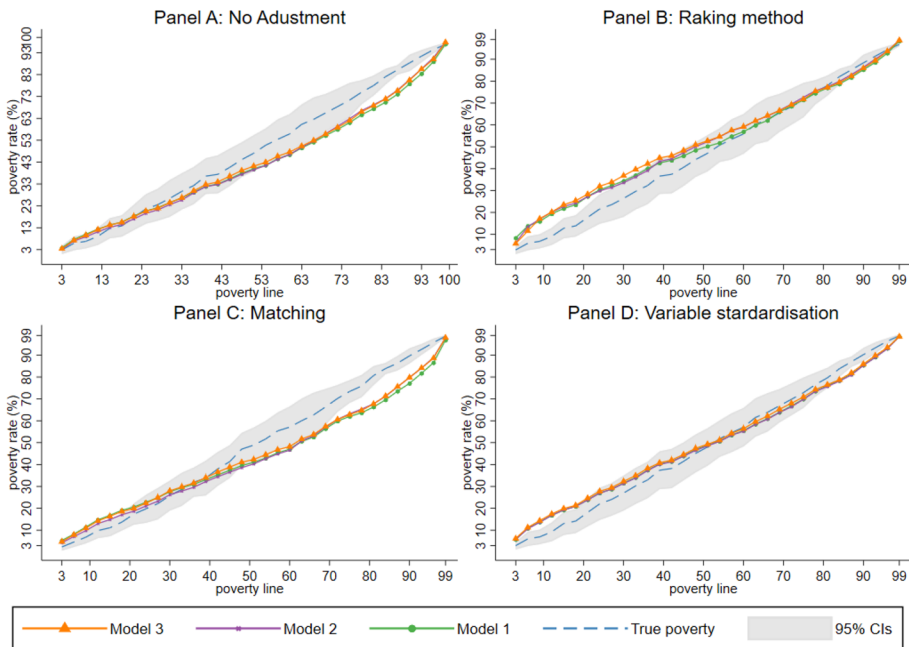 Panel A: No Adustment
Panel B: Raking method
poverty rate (%)
3 13 23 33 43 53 63 73 83 93 100
3 13 23 33 43 53 63 73 83 93 100
poverty line
poverty rate (%)
3 10 20 30 40 50 60 70 80 90 99
3 10 20 30 40 50 60 70 80 90 99
poverty line
Panel C: Matching
Panel D: Variable stardardisation
poverty rate (%)
3 10 20 30 40 50 60 70 80 90 99
3 10 20 30 40 50 60 70 80 90 99
poverty line
poverty rate (%)
3 10 20 30 40 50 60 70 80 90 99
3 10 20 30 40 50 60 70 80 90 99
poverty line
Model 3 Model 2 Model 1 True poverty 95% CIs